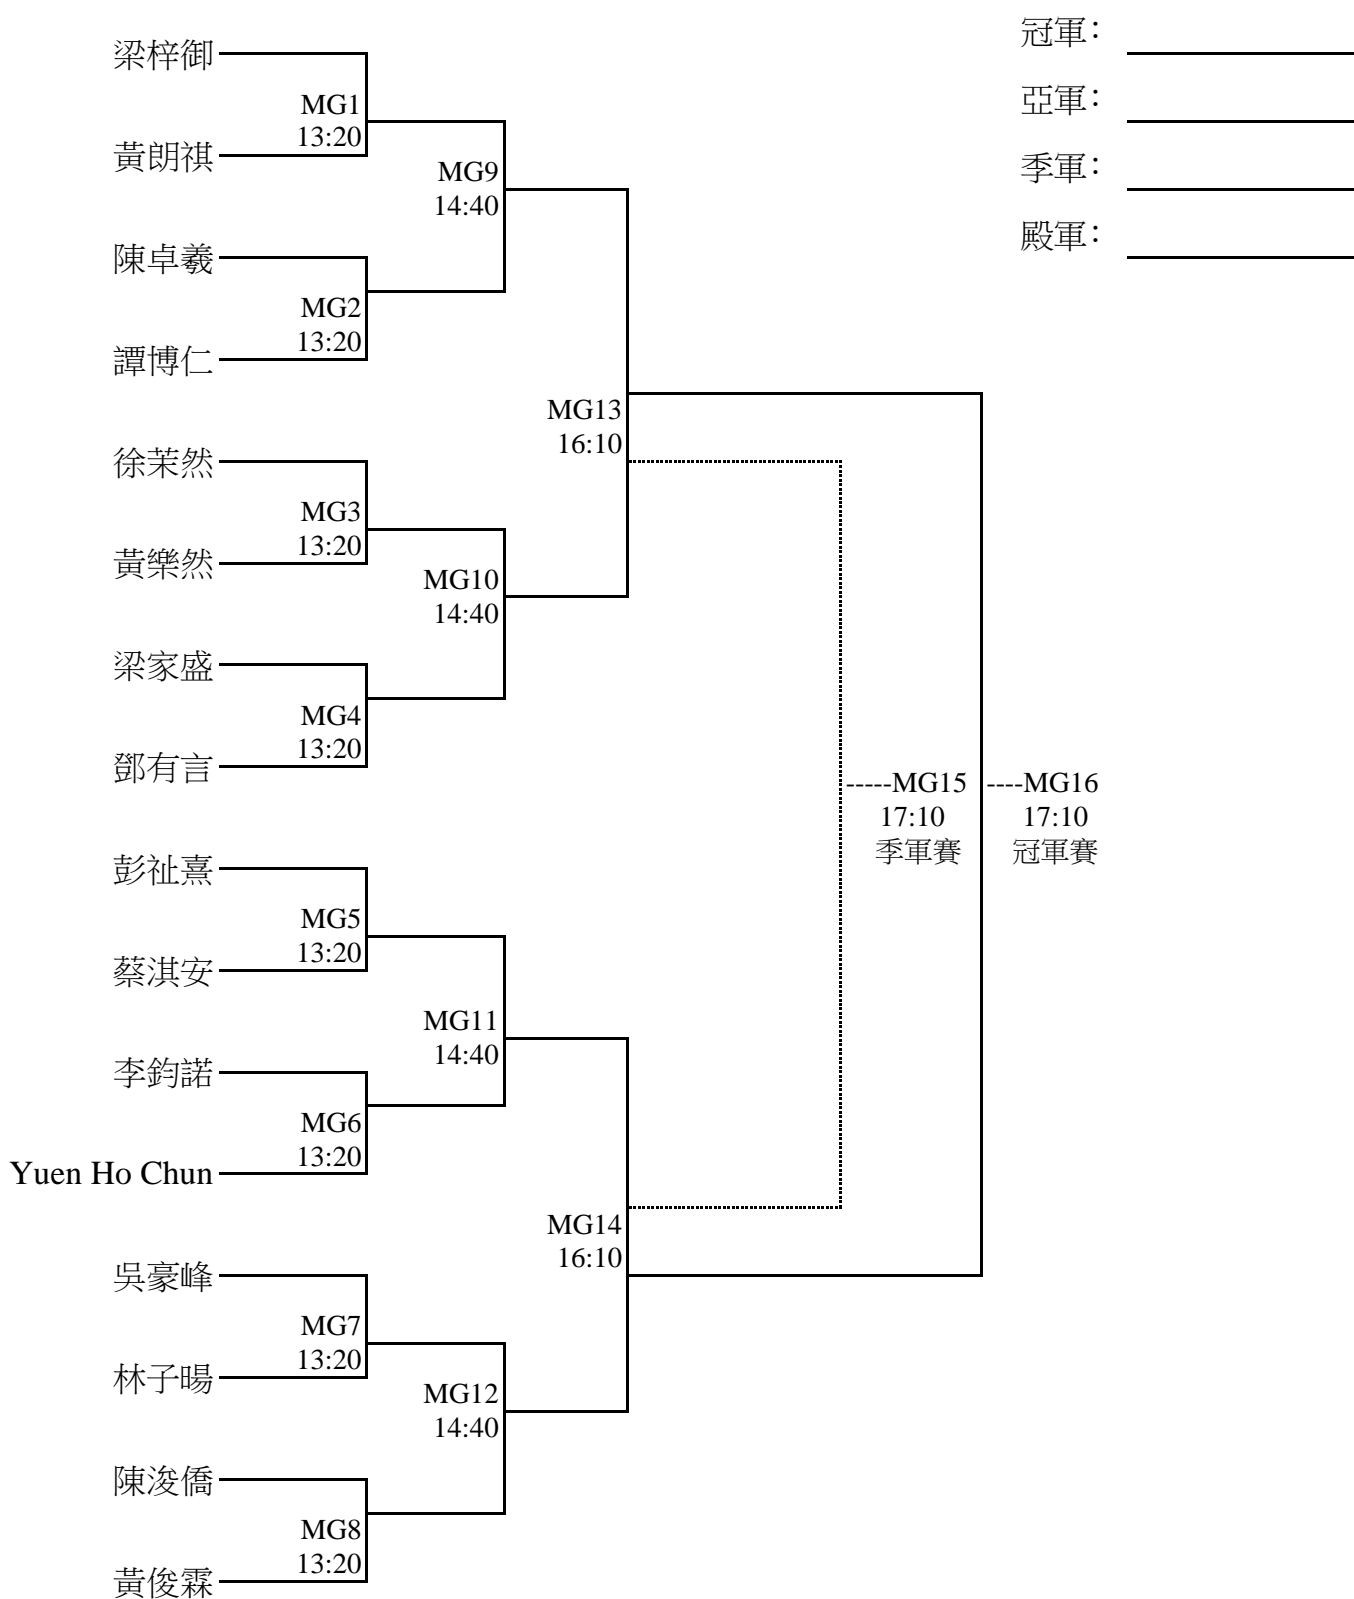 冠軍：
梁梓御
亞軍：
MG1
13:20
黃朗祺
季軍：
MG9
14:40
殿軍：
陳卓羲
MG2
13:20
譚博仁
MG13
16:10
徐茉然
MG3
13:20
黃樂然
MG10
14:40
梁家盛
MG4
13:20
鄧有言
-----MG15
17:10
季軍賽
----MG16
17:10
冠軍賽
彭祉熹
MG5
13:20
蔡淇安
MG11
14:40
李鈞諾
MG6
13:20
Yuen Ho Chun
MG14
16:10
吳豪峰
MG7
13:20
林子暘
MG12
14:40
陳浚僑
MG8
13:20
黃俊霖